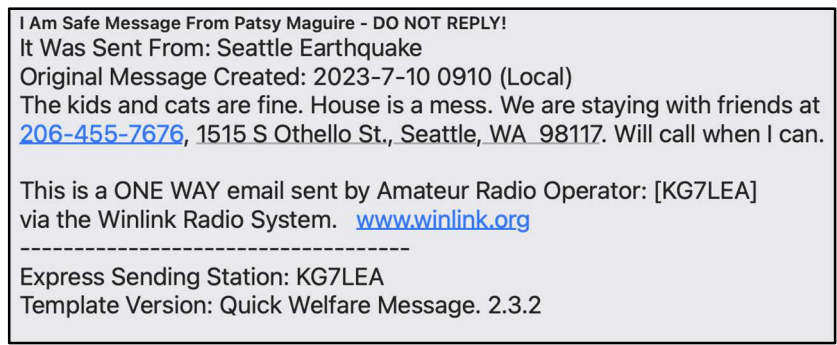 I Am Safe Message From Patsy Maguire - DO NOT REPLY!
It Was Sent From: Seattle Earthquake
Original Message Created: 2023-7-10 0910 (Local)
The kids and cats are fine. House is a mess. We are staying with friends at
206-455-7676, 1515 S Othello St., Seattle, WA  98117. Will call when I can.
This is a ONE WAY email sent by Amateur Radio Operator: [KG7LEA]
via the Winlink Radio System.   www.winlink.org
------------------------------------
Express Sending Station: KG7LEA
Template Version: Quick Welfare Message. 2.3.2